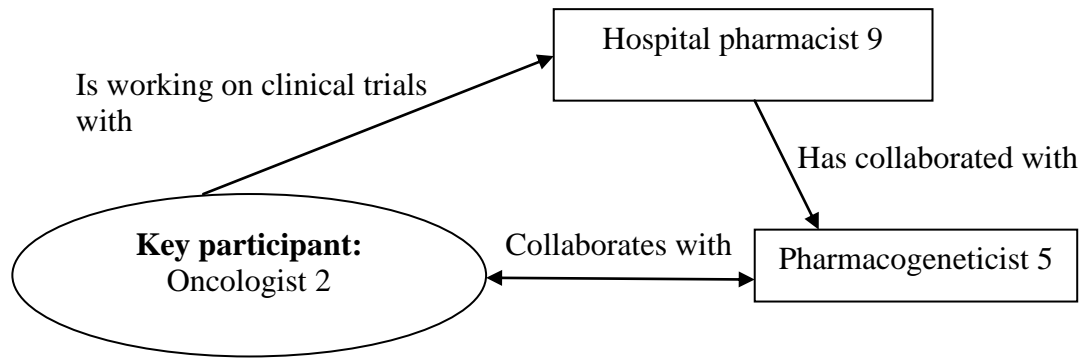 Hospital pharmacist 9
Is working on clinical trials
with
Has collaborated with
Key participant:
Oncologist 2
Collaborates with
Pharmacogeneticist 5